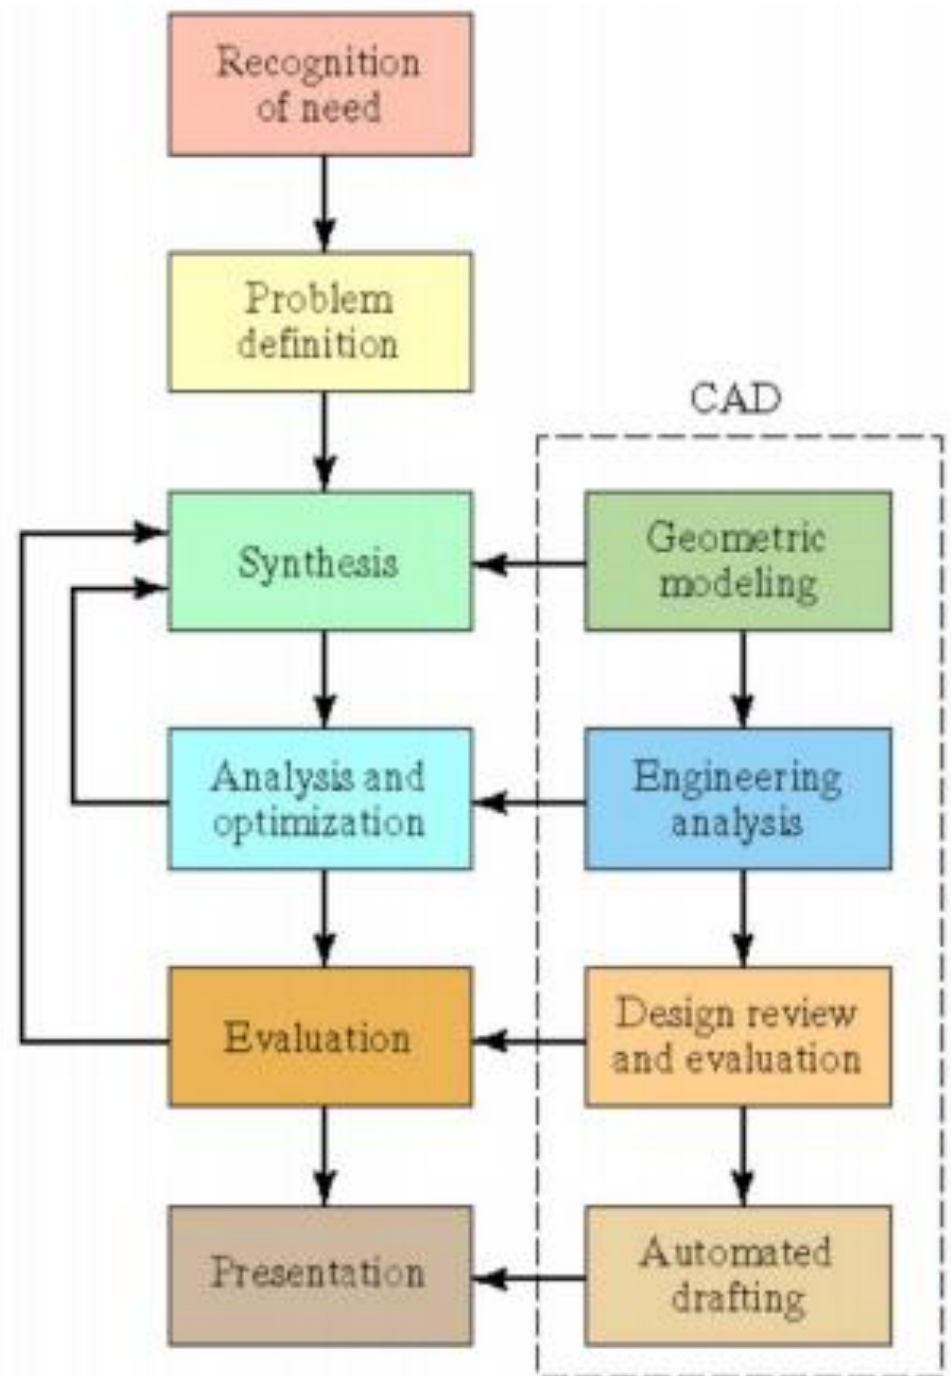 Recognition
of need
Problem
definition
CAD
Synthesis
Geometric
modeling
Analysis and
optimization
Engineering
analysis
Evaluation
Design review
and evaluation
Presentation
Automated
drafting